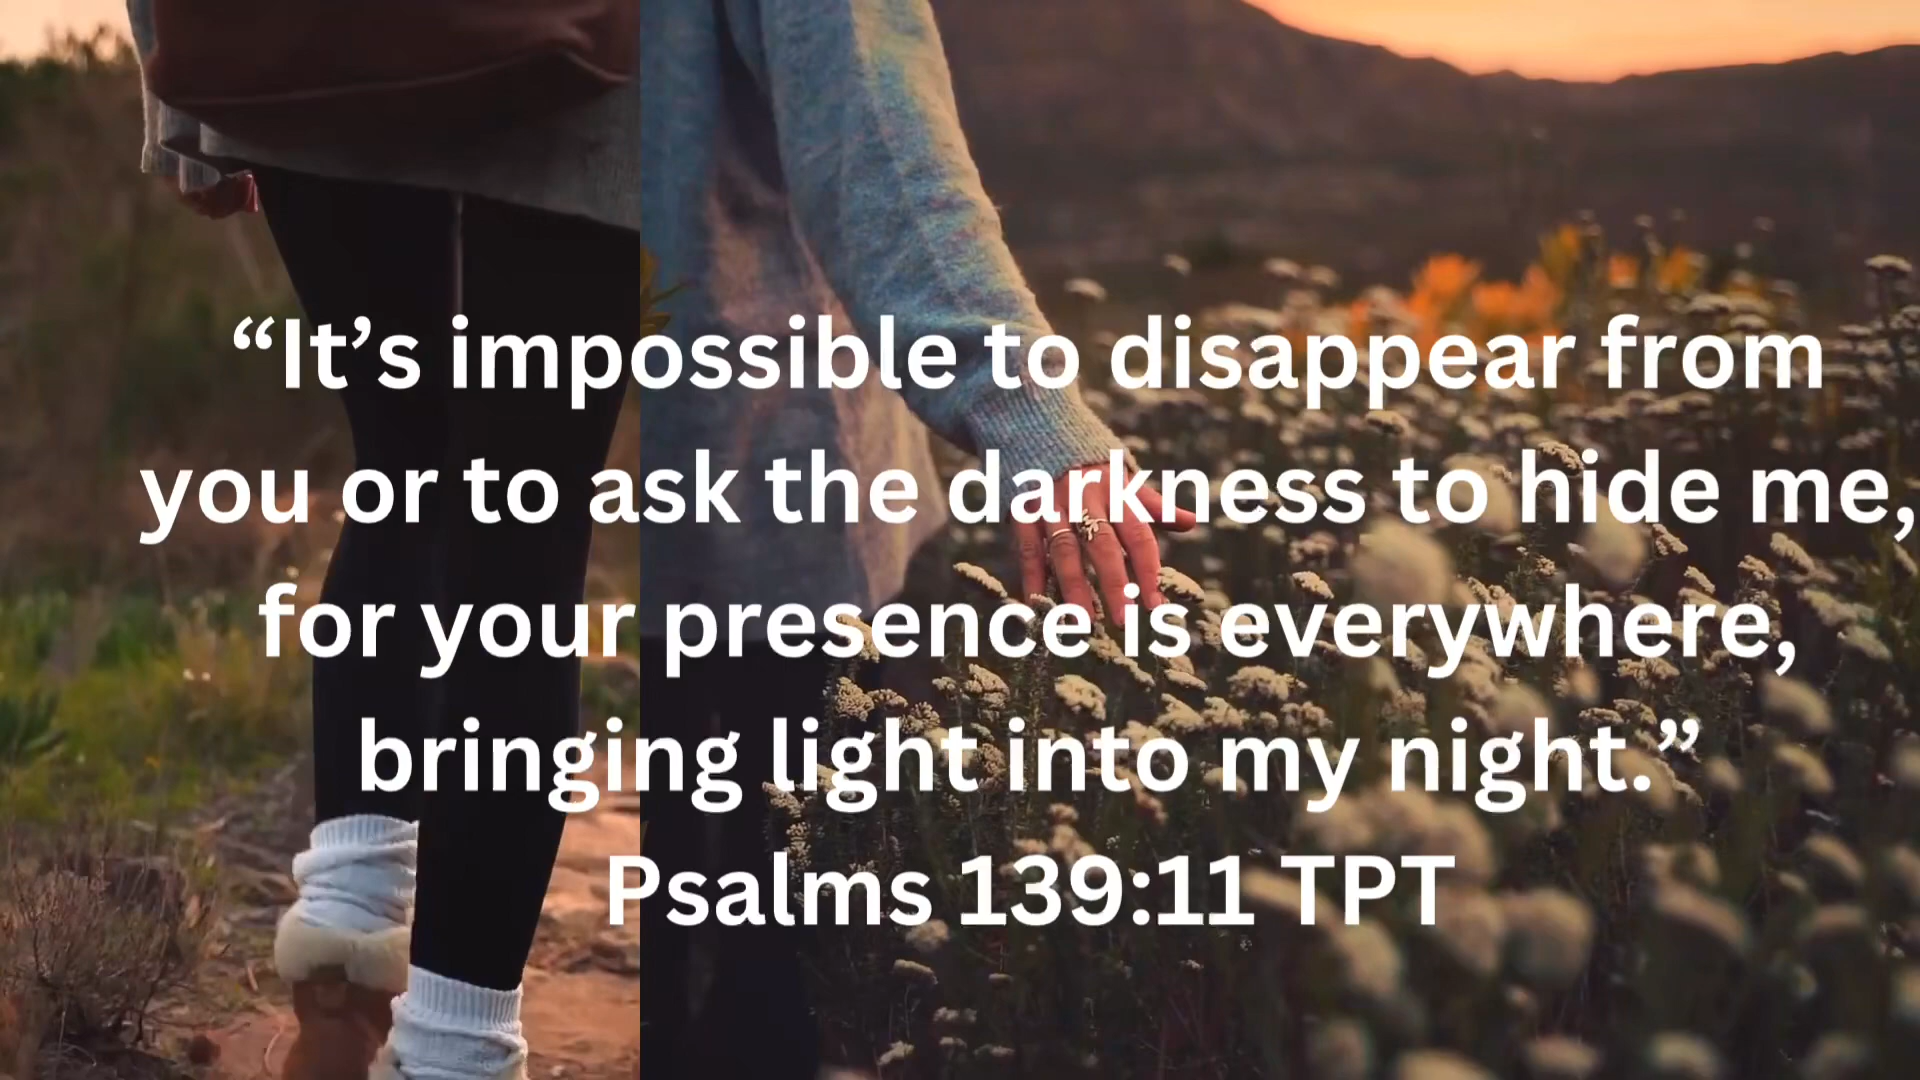 “It’s impossible to disappear from
you or to ask the darkness to hide me,
for your presence is everywhere,
bringing light into my night.”
Psalms 139:11 TPT